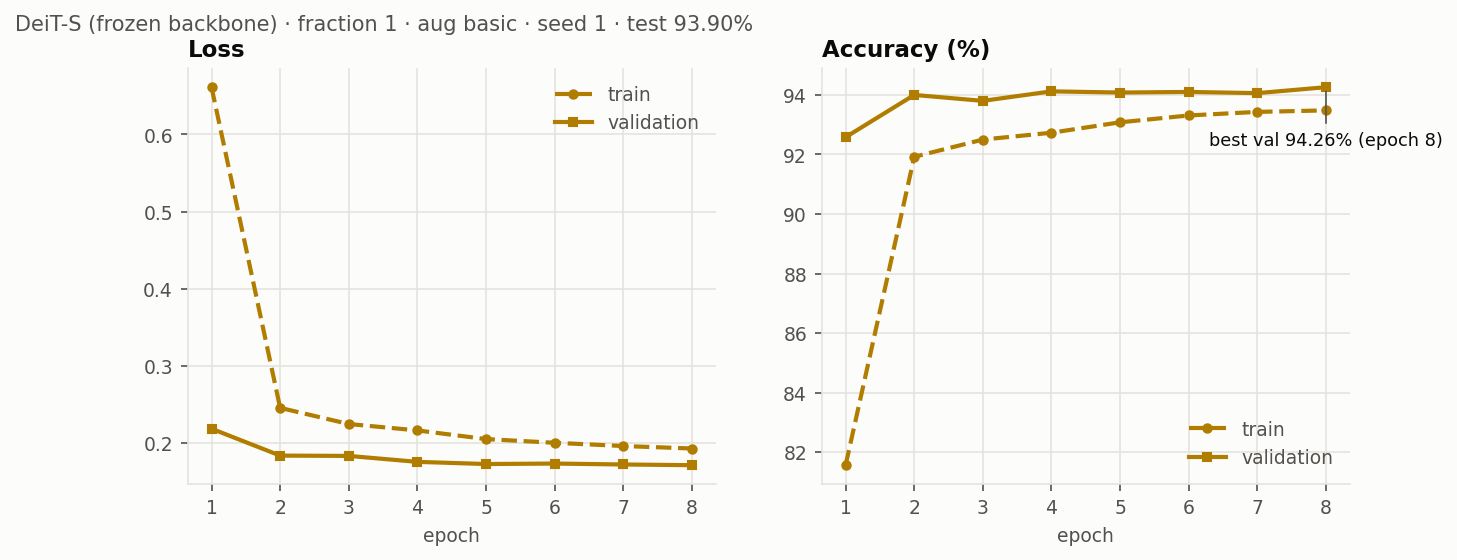 DeiT-S (frozen backbone) · fraction 1 · aug basic · seed 1 · test 93.90%
Loss
train
validation
0.6
0.5
0.4
0.3
0.2
1 2 3 4 5 6 7 8
epoch
Accuracy (%)
94
92
90
88
86
84
82
best val 94.26% (epoch 8)
train
validation
1 2 3 4 5 6 7 8
epoch